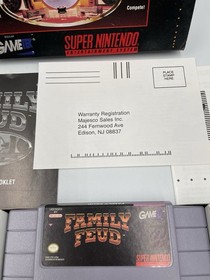 Compete!
GAMETEK
SUPER NINTENDO
ENTERTAINMENT SYSTEM
PLACE
STAMP
HERE
Warranty Registration
Majesco Sales Inc.
244 Fernwood Ave
Edison, NJ 08837
FAMILY
FEUD
BOOKLET
FAMILY
FEUD
GAMETEK
SUPER NINTENDO